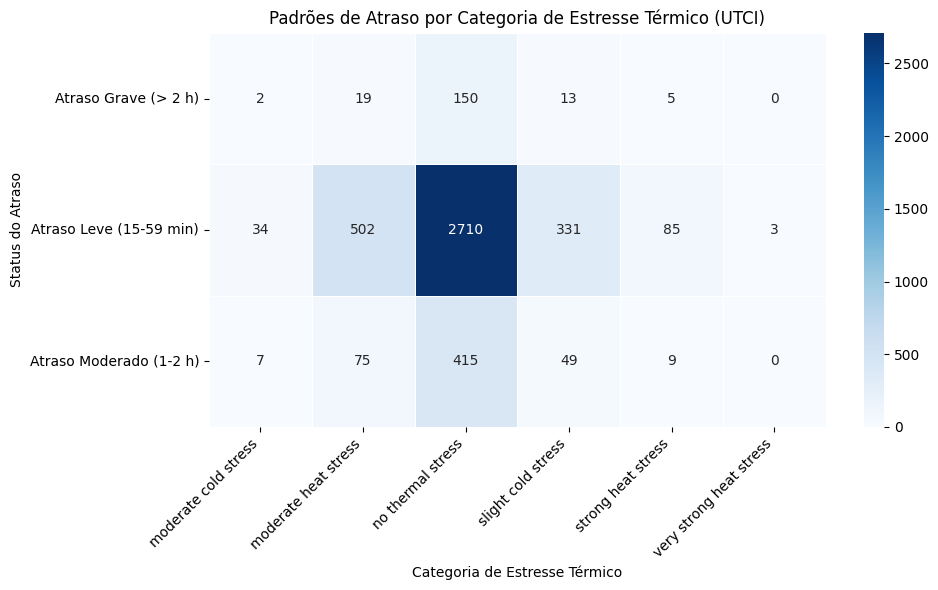 Padrões de Atraso por Categoria de Estresse Térmico (UTCI)
Status do Atraso
Atraso Grave (> 2 h) 2 19 150 13 5 0
Atraso Leve (15-59 min) 34 502 2710 331 85 3
Atraso Moderado (1-2 h) 7 75 415 49 9 0
moderate cold stress
moderate heat stress
no thermal stress
slight cold stress
strong heat stress
very strong heat stress
Categoria de Estresse Térmico
2500
2000
1500
1000
500
0